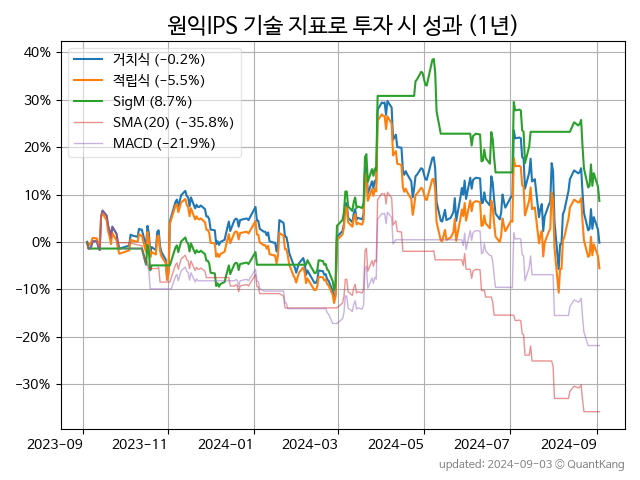 원익IPS 기술 지표로 투자 시 성과 (1년)
거치식 (−0.2%)
적립식 (−5.5%)
SigM (8.7%)
SMA(20) (−35.8%)
MACD (−21.9%)
40%
30%
20%
10%
0%
−10%
−20%
−30%
2023-09
2023-11
2024-01
2024-03
2024-05
2024-07
2024-09
updated: 2024-09-03 © QuantKang